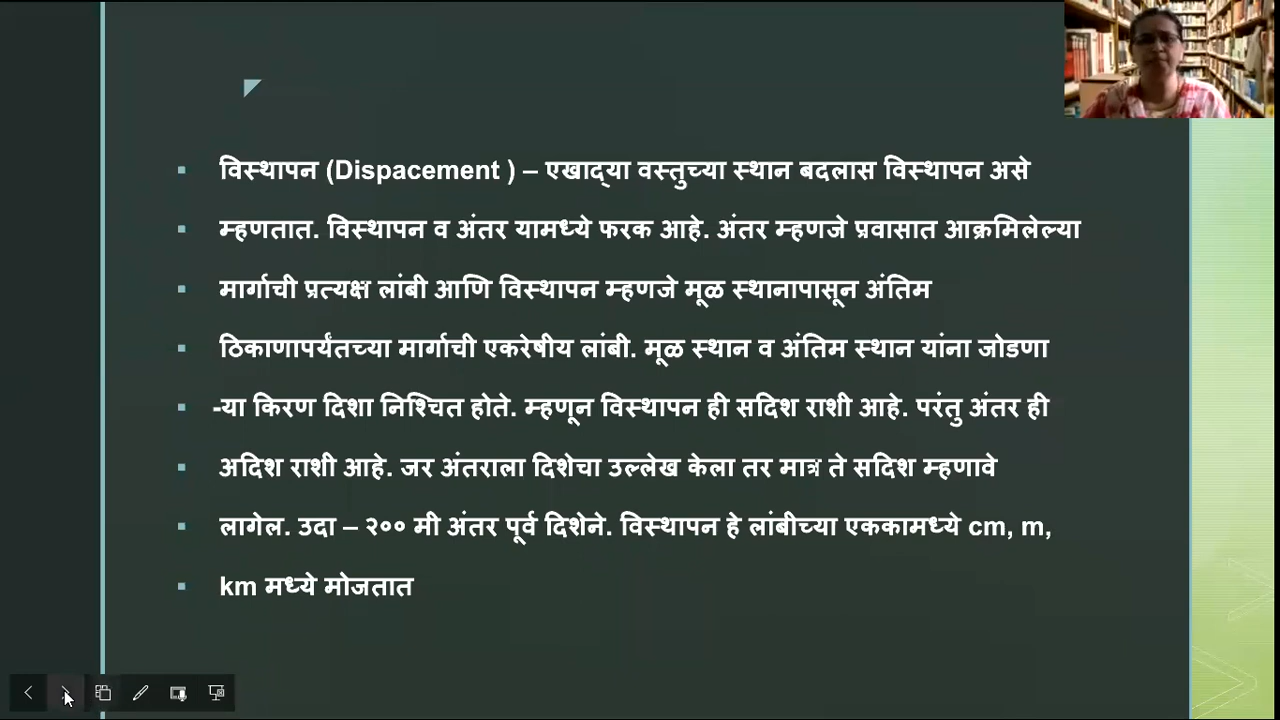 विस्थापन (Dispacement ) – एखाद्‌या वस्तुच्या स्थान बदलास विस्थापन असे
म्हणतात. विस्थापन व अंतर यामध्ये फरक आहे. अंतर म्हणजे प्रवासात आक्रमिलेल्या
मार्गाची प्रत्यक्ष लांबी आणि विस्थापन म्हणजे मूळ स्थानापासून अंतिम
ठिकाणापर्यंतच्या मार्गाची एकरेषीय लांबी. मूळ स्थान व अंतिम स्थान यांना जोडणा
-या किरण दिशा निश्चित होते. म्हणून विस्थापन ही सदिश राशी आहे. परंतु अंतर ही
अदिश राशी आहे. जर अंतराला दिशेचा उल्लेख केला तर मात्र ते सदिश म्हणावे
लागेल. उदा – २०० मी अंतर पूर्व दिशेने. विस्थापन हे लांबीच्या एककामध्ये cm, m,
km मध्ये मोजतात